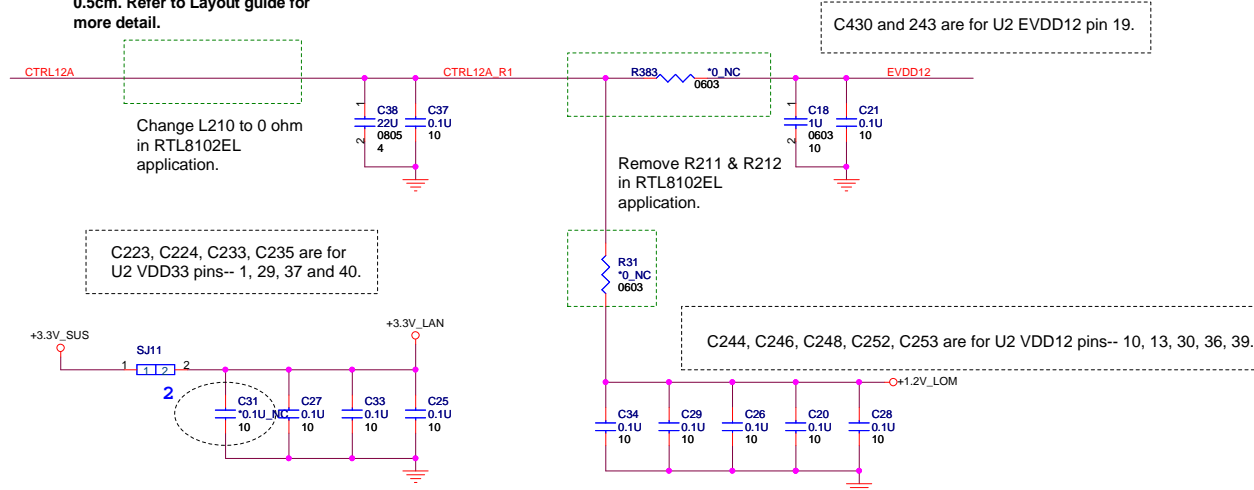 0.5cm. Refer to Layout guide for
more detail.
C430 and 243 are for U2 EVDD12 pin 19.
CTRL12A
CTRL12A_R1
R383
*0_NC
0603
EVDD12
1
C38
22U
0805
4
2
C37
0.1U
10
1
C18
1U
0603
10
2
C21
0.1U
10
Change L210 to 0 ohm
in RTL8102EL
application.
Remove R211 & R212
in RTL8102EL
application.
C223, C224, C233, C235 are for
U2 VDD33 pins-- 1, 29, 37 and 40.
R31
*0_NC
0603
C244, C246, C248, C252, C253 are for U2 VDD12 pins-- 10, 13, 30, 36, 39.
+3.3V_SUS
SJ11
1
1 2
2
2
+3.3V_LAN
C31
*0.1U_NC
10
C27
0.1U
10
C33
0.1U
10
C25
0.1U
10
+1.2V_LOM
C34
0.1U
10
C29
0.1U
10
C26
0.1U
10
C20
0.1U
10
C28
0.1U
10